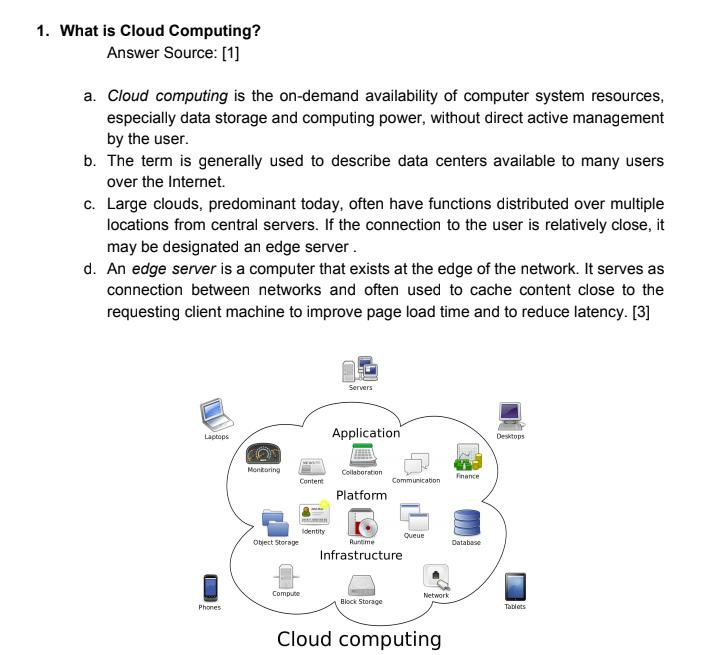 1. What is Cloud Computing?
Answer Source: [1]
a. Cloud computing is the on-demand availability of computer system resources,
especially data storage and computing power, without direct active management
by the user.
b. The term is generally used to describe data centers available to many users
over the Internet.
c. Large clouds, predominant today, often have functions distributed over multiple
locations from central servers. If the connection to the user is relatively close, it
may be designated an edge server .
d. An edge server is a computer that exists at the edge of the network. It serves as
connection between networks and often used to cache content close to the
requesting client machine to improve page load time and to reduce latency. [3]
Servers
Laptops
Application
Desktops
Monitoring
NEWS
Content
Collaboration
Communication
Finance
Platform
Identity
Object Storage
Runtime
Queue
Database
Infrastructure
Compute
Block Storage
Network
Phones
Tablets
Cloud computing